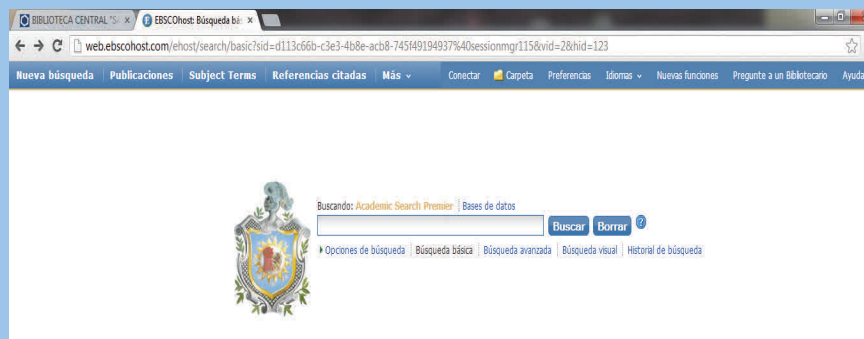 BIBLIOTECA CENTRAL "S
EBSCOhost: Búsqueda bá
web.ebscohost.com/ehost/search/basic?sid=d113c66b-c3e3-4b8e-acb8-745f49194937%40sessionmgr115&vid=2&hid=123
Nueva búsqueda Publicaciones Subject Terms Referencias citadas Más Conectar Carpeta Preferencias Idiomas Nuevas funciones Pregunte a un Bibliotecario Ayuda
Buscando: Academic Search Premier Bases de datos
Buscar Borrar ?
Opciones de búsqueda Búsqueda básica Búsqueda avanzada Búsqueda visual Historial de búsqueda